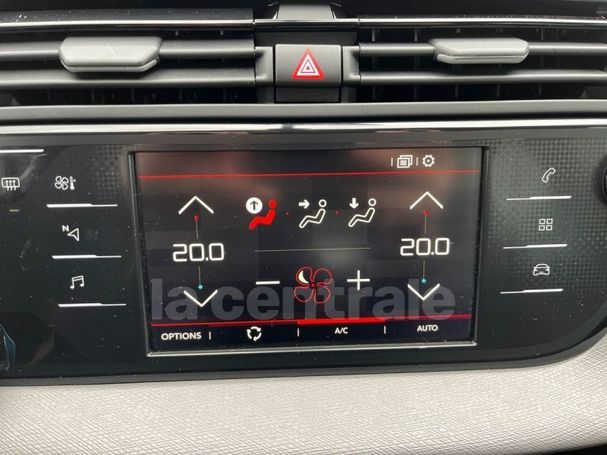 N
20.0
20.0
la centrale
OPTIONS
A/C
AUTO